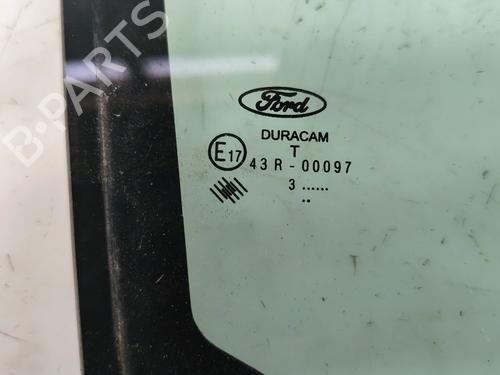 B-PARTS
Ford
DURACAM
T
E17 43R-00097
3 ......
..